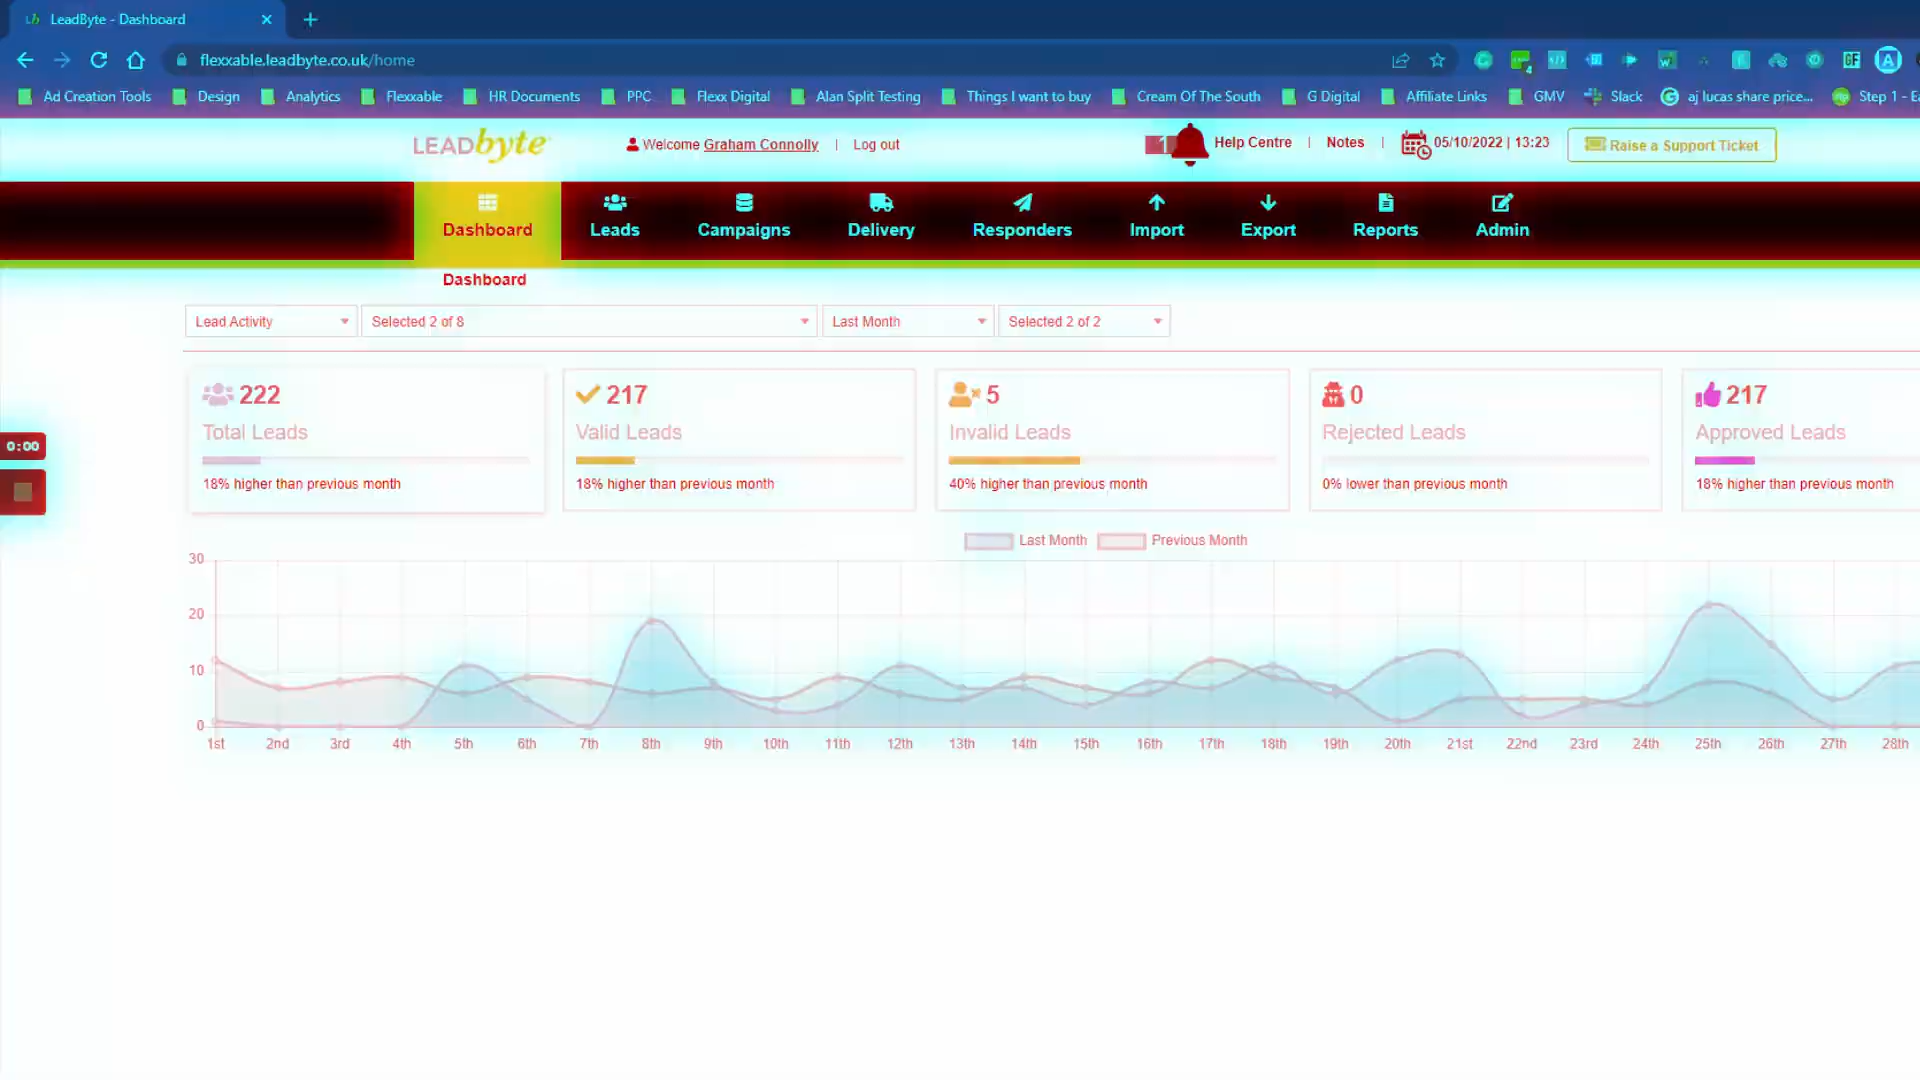 LeadByte - Dashboard
flexxable.leadbyte.co.uk/home
Ad Creation Tools Design Analytics Flexxable HR Documents PPC Flexx Digital Alan Split Testing Things I want to buy Cream Of The South G Digital Affiliate Links GMV Slack aj lucas share price... Step 1 - Ea
LEADbyte Welcome Graham Connolly | Log out 1 Help Centre | Notes | 05/10/2022 | 13:23 Raise a Support Ticket
Dashboard Leads Campaigns Delivery Responders Import Export Reports Admin
Dashboard
Lead Activity Selected 2 of 8 Last Month Selected 2 of 2
222 217 5 0 217
Total Leads Valid Leads Invalid Leads Rejected Leads Approved Leads
0:00
18% higher than previous month 18% higher than previous month 40% higher than previous month 0% lower than previous month 18% higher than previous month
Last Month Previous Month
30
20
10
0
1st 2nd 3rd 4th 5th 6th 7th 8th 9th 10th 11th 12th 13th 14th 15th 16th 17th 18th 19th 20th 21st 22nd 23rd 24th 25th 26th 27th 28th